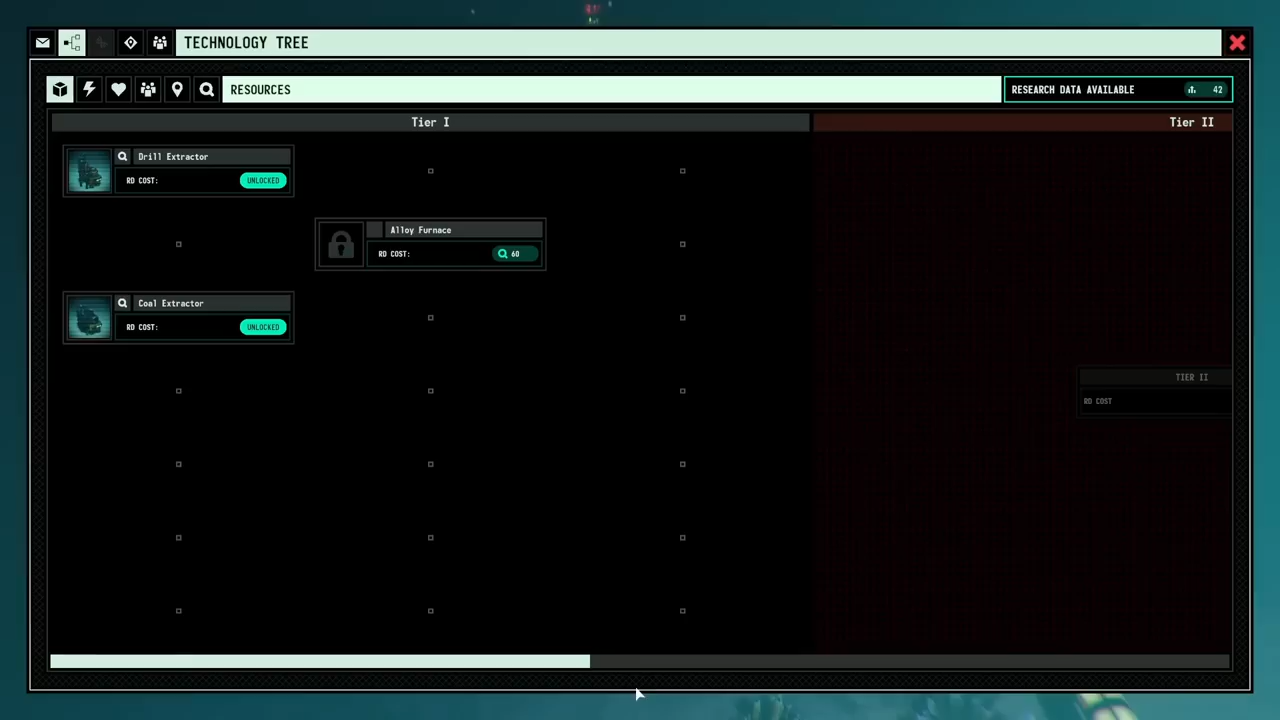 TECHNOLOGY TREE
RESOURCES
RESEARCH DATA AVAILABLE 42
Tier I
Tier II
Drill Extractor
RD COST: UNLOCKED
Alloy Furnace
RD COST: 60
Coal Extractor
RD COST: UNLOCKED
TIER II
RD COST